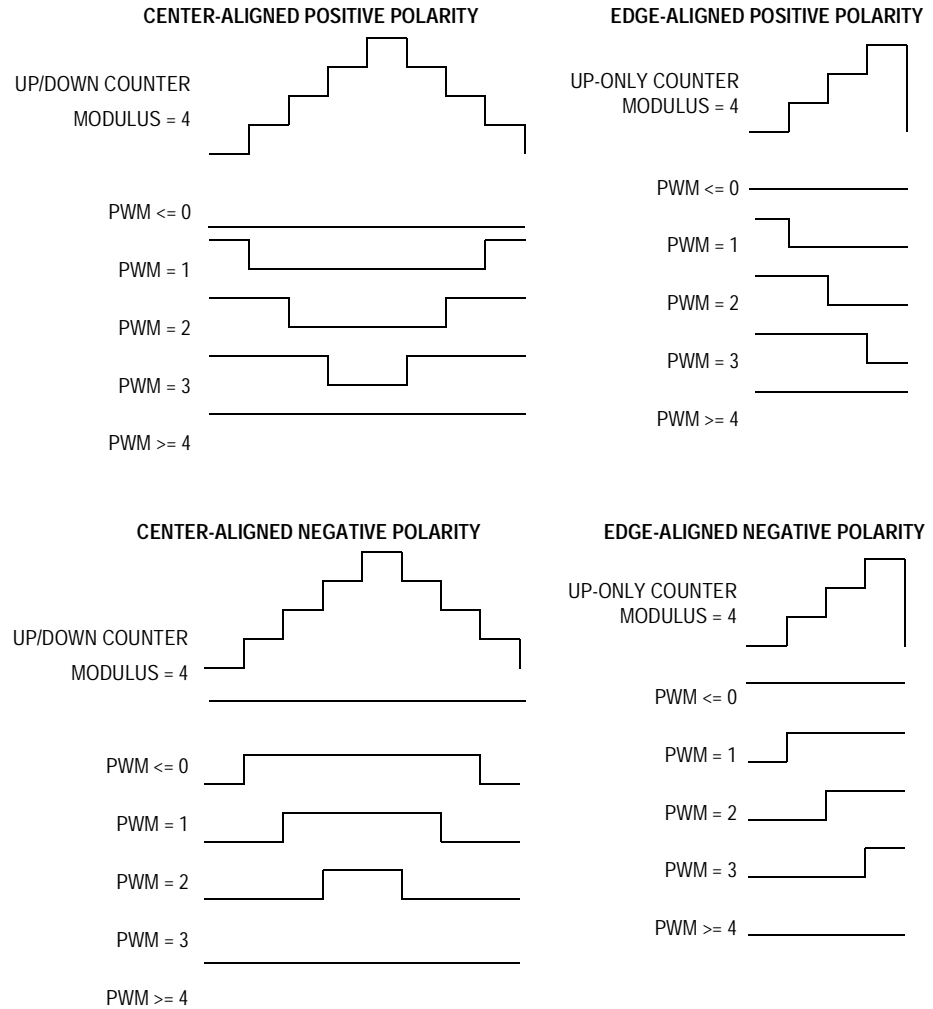 CENTER-ALIGNED POSITIVE POLARITY
UP/DOWN COUNTER
MODULUS = 4
PWM <= 0
PWM = 1
PWM = 2
PWM = 3
PWM >= 4
EDGE-ALIGNED POSITIVE POLARITY
UP-ONLY COUNTER
MODULUS = 4
PWM <= 0
PWM = 1
PWM = 2
PWM = 3
PWM >= 4
CENTER-ALIGNED NEGATIVE POLARITY
UP/DOWN COUNTER
MODULUS = 4
PWM <= 0
PWM = 1
PWM = 2
PWM = 3
PWM >= 4
EDGE-ALIGNED NEGATIVE POLARITY
UP-ONLY COUNTER
MODULUS = 4
PWM <= 0
PWM = 1
PWM = 2
PWM = 3
PWM >= 4